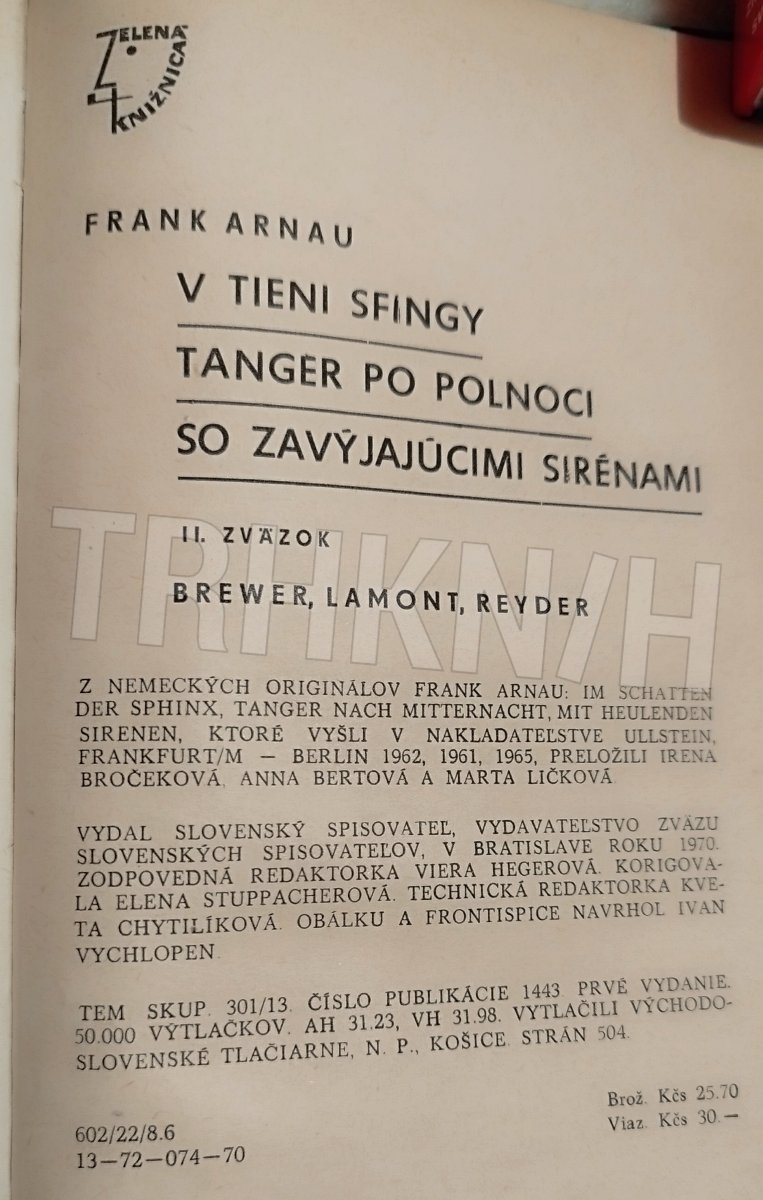 ZELENÁ
KNIŽNICA
FRANK ARNAU
V TIENI SFINGY
TANGER PO POLNOCI
SO ZAVÝJAJÚCIMI SIRÉNAMI
II. ZVÄZOK
BREWER, LAMONT, REYDER
TRHKNÍH
Z NEMECKÝCH ORIGINÁLOV FRANK ARNAU: IM SCHATTEN
DER SPHINX, TANGER NACH MITTERNACHT, MIT HEULENDEN
SIRENEN, KTORÉ VYŠLI V NAKLADATEĽSTVE ULLSTEIN,
FRANKFURT/M — BERLIN 1962, 1961, 1965, PRELOŽILI IRENA
BROČEKOVÁ, ANNA BERTOVÁ A MARTA LIČKOVÁ
VYDAL SLOVENSKÝ SPISOVATEĽ, VYDAVATEĽSTVO ZVÄZU
SLOVENSKÝCH SPISOVATEĽOV, V BRATISLAVE ROKU 1970.
ZODPOVEDNÁ REDAKTORKA VIERA HEGEROVÁ. KORIGOVA-
LA ELENA STUPPACHEROVÁ. TECHNICKÁ REDAKTORKA KVE-
TA CHYTILÍKOVÁ. OBÁLKU A FRONTISPICE NAVRHOL IVAN
VYCHLOPEN.
TEM SKUP. 301/13. ČÍSLO PUBLIKÁCIE 1443. PRVÉ VYDANIE.
50.000 VÝTLAČKOV. AH 31.23, VH 31.98. VYTLAČILI VÝCHODO-
SLOVENSKÉ TLAČIARNE, N. P., KOŠICE. STRÁN 504.
Brož. Kčs 25.70
Viaz. Kčs 30.—
602/22/8.6
13—72—074—70